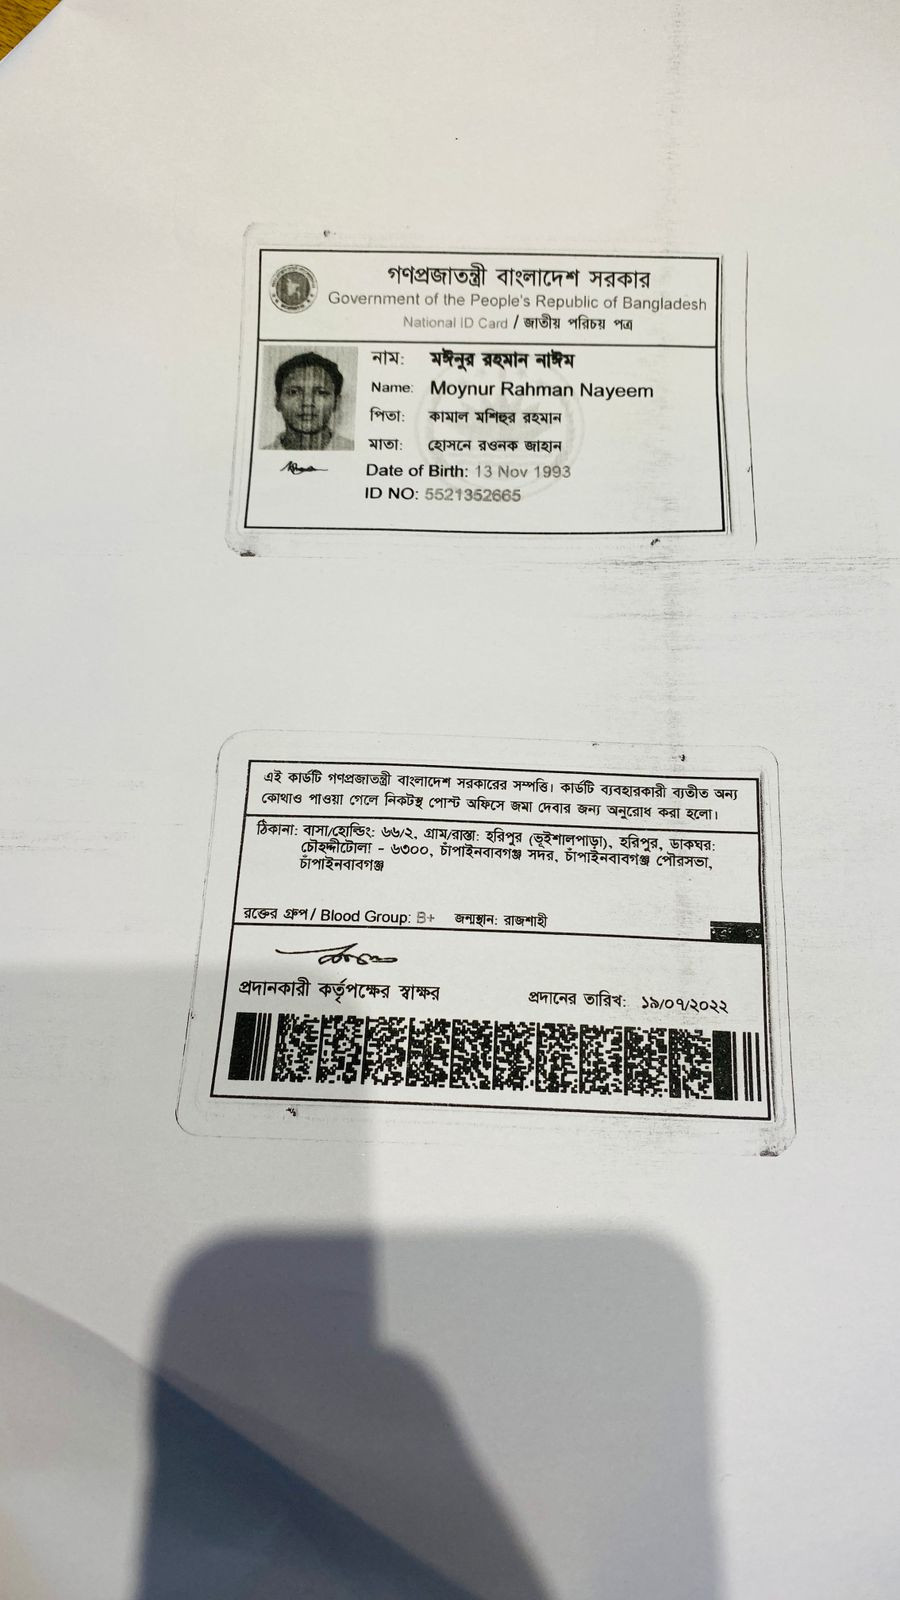 গণপ্রজাতন্ত্রী বাংলাদেশ সরকার
Government of the People's Republic of Bangladesh
National ID Card / জাতীয় পরিচয় পত্র
নাম: মঈনুর রহমান নাঈম
Name: Moynur Rahman Nayeem
পিতা: কামাল মশিহুর রহমান
মাতা: হোসনে রওনক জাহান
Date of Birth: 13 Nov 1993
ID NO: 5521352665
এই কার্ডটি গণপ্রজাতন্ত্রী বাংলাদেশ সরকারের সম্পত্তি। কার্ডটি ব্যবহারকারী ব্যতীত অন্য
কোথাও পাওয়া গেলে নিকটস্থ পোস্ট অফিসে জমা দেবার জন্য অনুরোধ করা হলো।
ঠিকানা: বাসা/হোল্ডিং: ৬৬/২, গ্রাম/রাস্তা: হরিপুর (ভূইশালপাড়া), হরিপুর, ডাকঘর:
চৌহদ্দীটোলা - ৬৩০০, চাঁপাইনবাবগঞ্জ সদর, চাঁপাইনবাবগঞ্জ পৌরসভা,
চাঁপাইনবাবগঞ্জ
রক্তের গ্রুপ / Blood Group: B+ জন্মস্থান: রাজশাহী
প্রদানকারী কর্তৃপক্ষের স্বাক্ষর
প্রদানের তারিখ: ১৯/০৭/২০২২